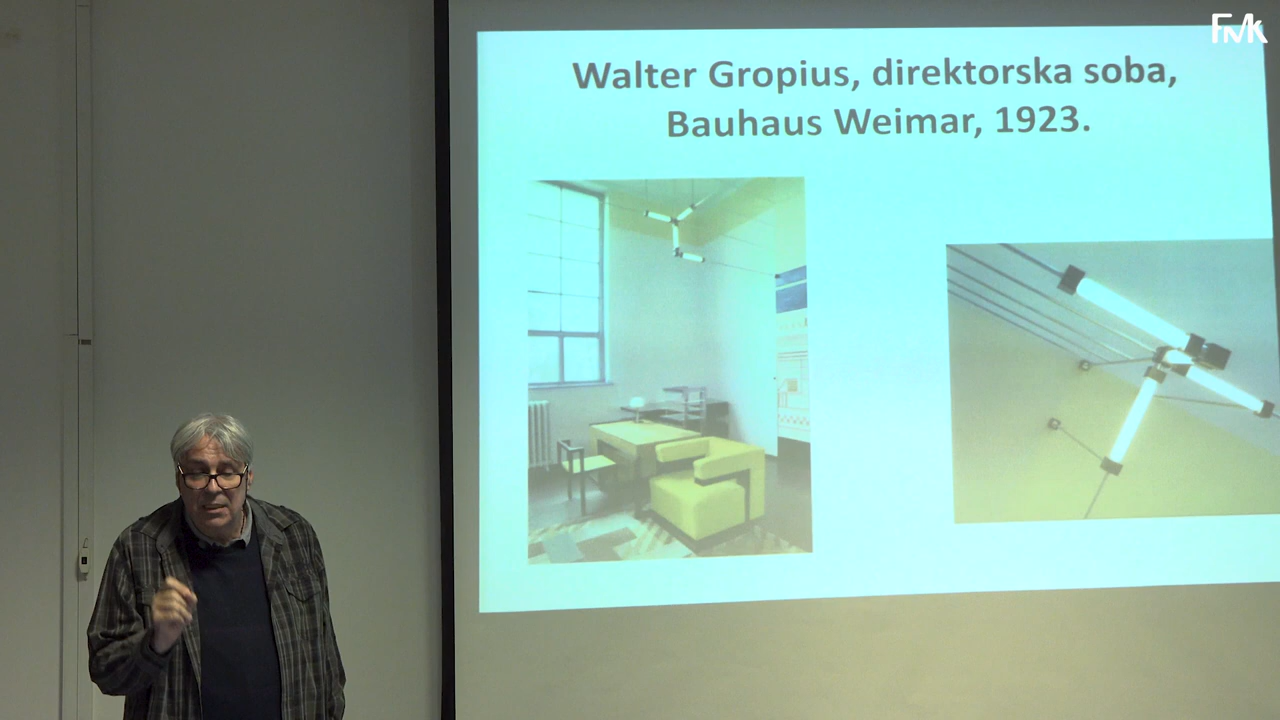 FMK
Walter Gropius, direktorska soba,
Bauhaus Weimar, 1923.